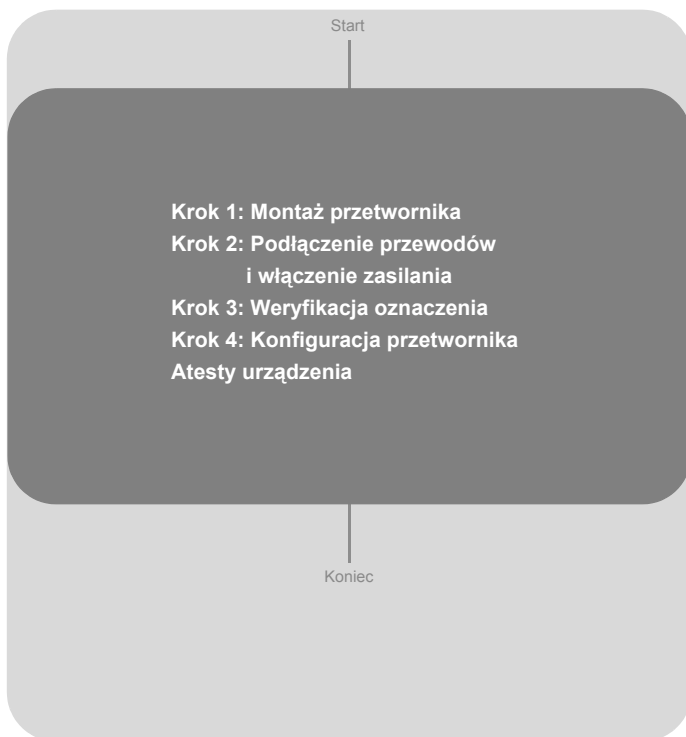 Start
Krok 1: Montaż przetwornika
Krok 2: Podłączenie przewodów
i włączenie zasilania
Krok 3: Weryfikacja oznaczenia
Krok 4: Konfiguracja przetwornika
Atesty urządzenia
Koniec